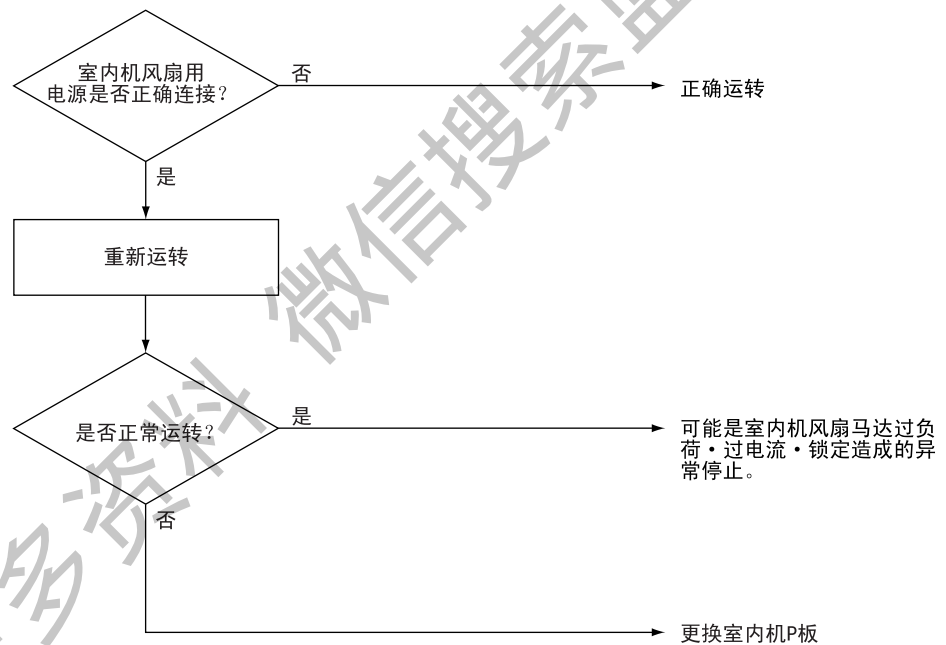 室内机风扇用
电源是否正确连接?
否
正确运转
是
重新运转
是否正常运转?
是
可能是室内机风扇马达过负
荷·过电流·锁定造成的异
常停止。
否
更换室内机P板
多资料 微信搜索